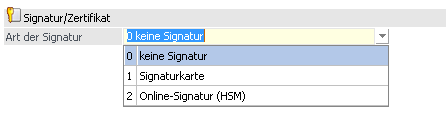 Signatur/Zertifikat
Art der Signatur 0 keine Signatur
0 keine Signatur
1 Signaturkarte
2 Online-Signatur (HSM)